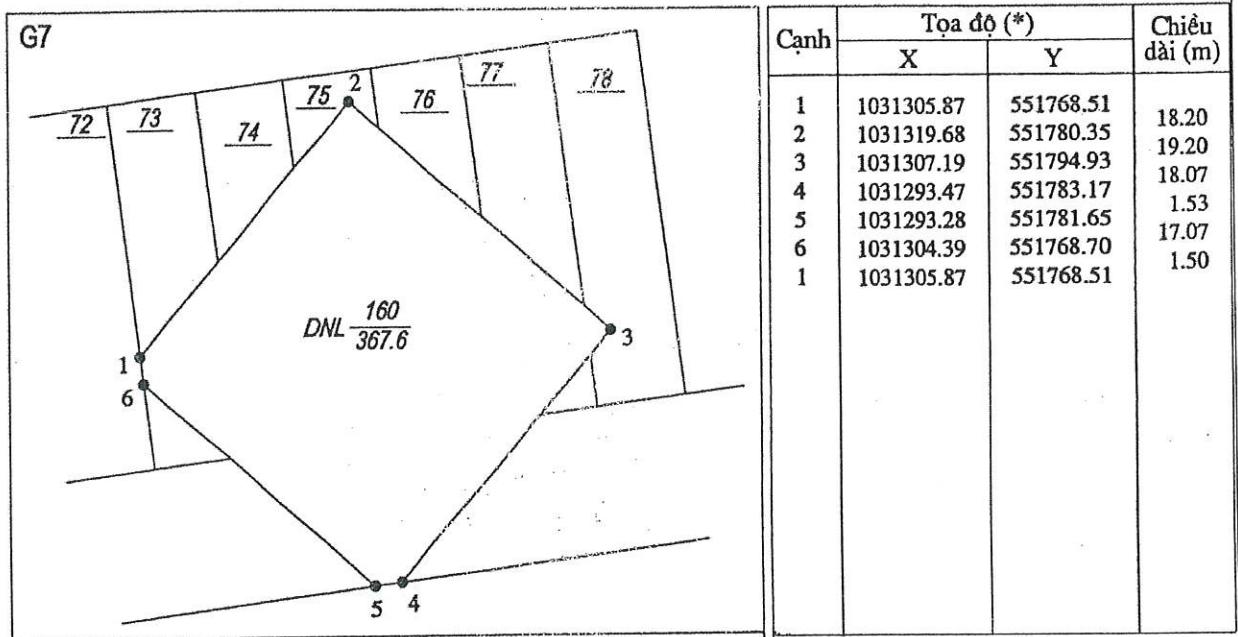 G7
72 73 74 75 2 76 77 78
DNL 160
367.6
1
6
3
5 4
Cạnh Tọa độ (*) Chiều
X Y dài (m)
1 1031305.87 551768.51
18.20
2 1031319.68 551780.35
19.20
3 1031307.19 551794.93
18.07
4 1031293.47 551783.17
1.53
5 1031293.28 551781.65
17.07
6 1031304.39 551768.70
1.50
1 1031305.87 551768.51